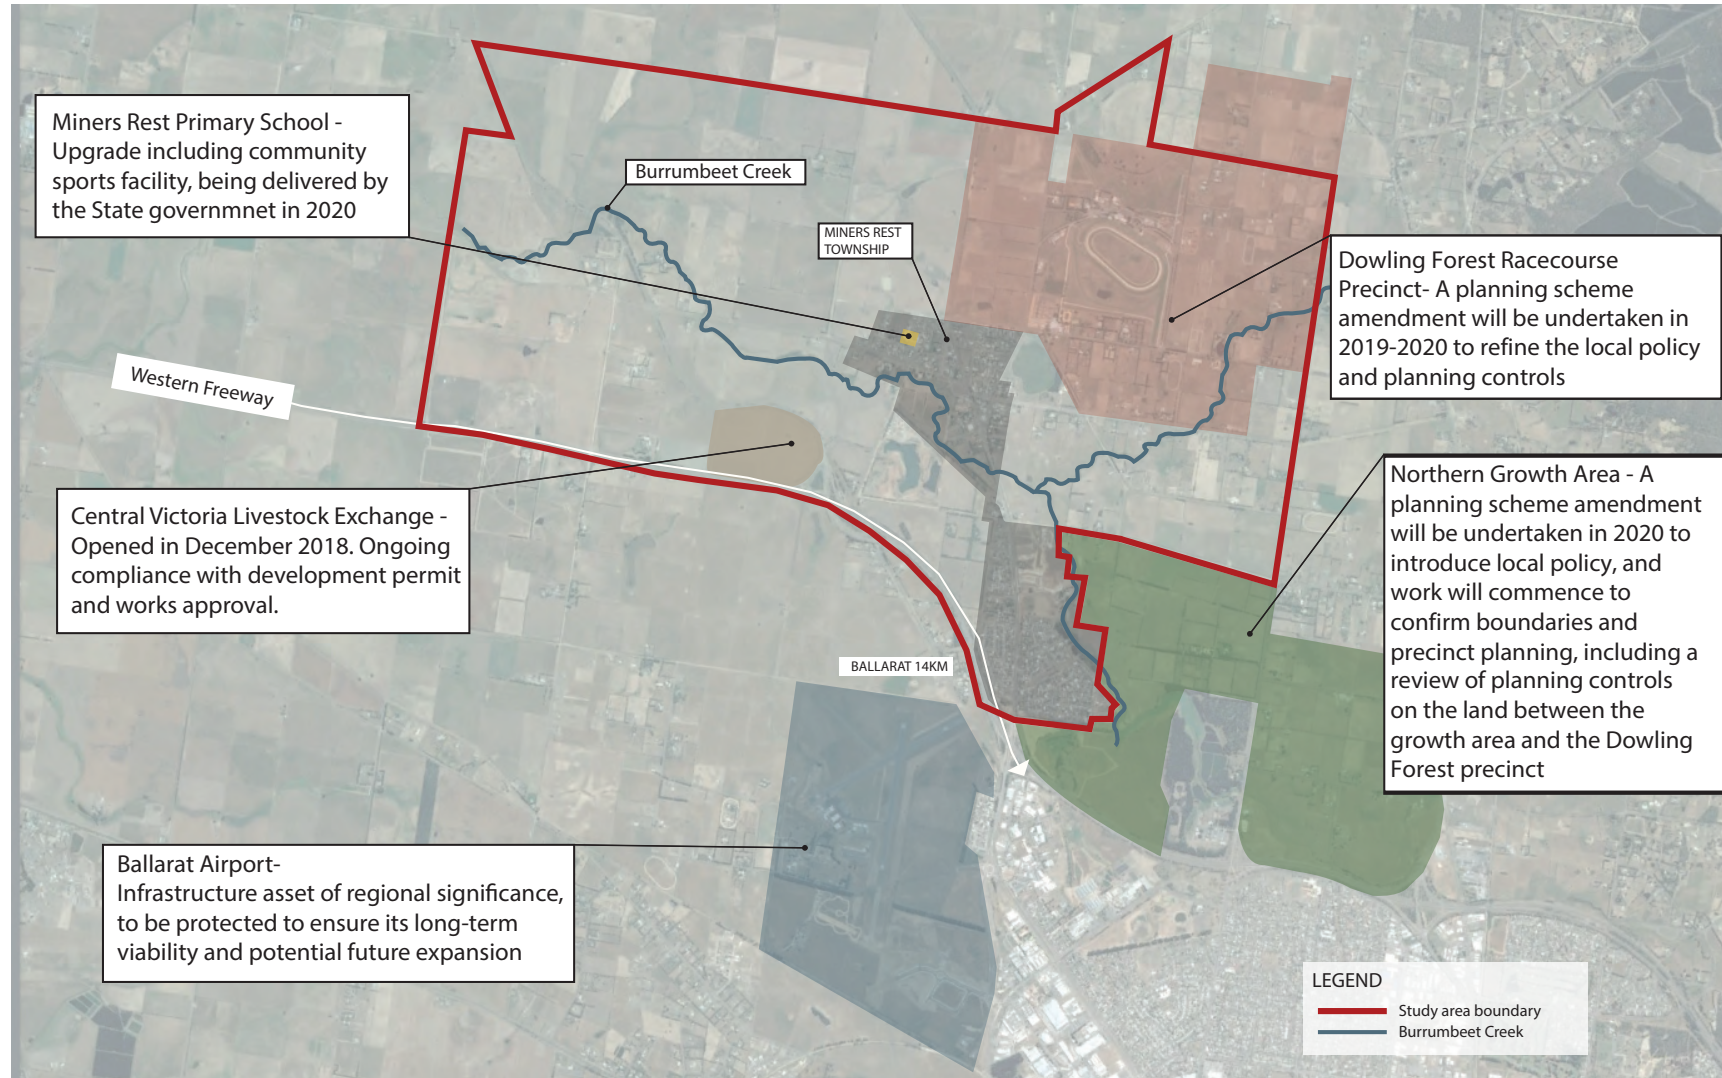 Miners Rest Primary School -
Upgrade including community
sports facility, being delivered by
the State governmnet in 2020
Burrumbeet Creek
MINERS REST
TOWNSHIP
Dowling Forest Racecourse
Precinct- A planning scheme
amendment will be undertaken in
2019-2020 to refine the local policy
and planning controls
Western Freeway
Central Victoria Livestock Exchange -
Opened in December 2018. Ongoing
compliance with development permit
and works approval.
Northern Growth Area - A
planning scheme amendment
will be undertaken in 2020 to
introduce local policy, and
work will commence to
confirm boundaries and
precinct planning, including a
review of planning controls
on the land between the
growth area and the Dowling
Forest precinct
BALLARAT 14KM
Ballarat Airport-
Infrastructure asset of regional significance,
to be protected to ensure its long-term
viability and potential future expansion
LEGEND
Study area boundary
Burrumbeet Creek